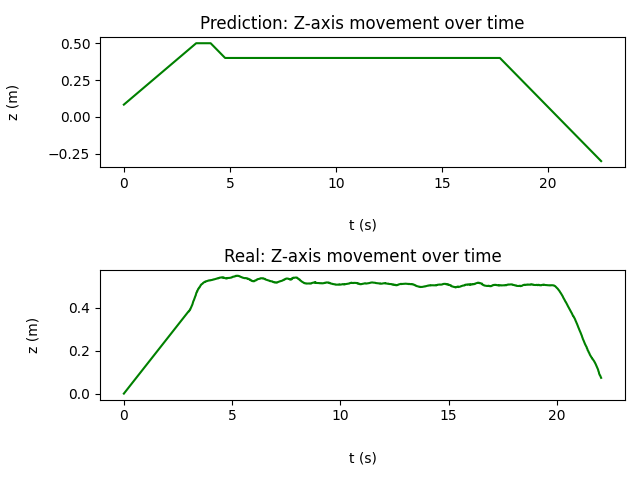 Prediction: Z-axis movement over time
0.50
0.25
0.00
−0.25
z (m)
0 5 10 15 20
t (s)
Real: Z-axis movement over time
0.4
0.2
0.0
z (m)
0 5 10 15 20
t (s)